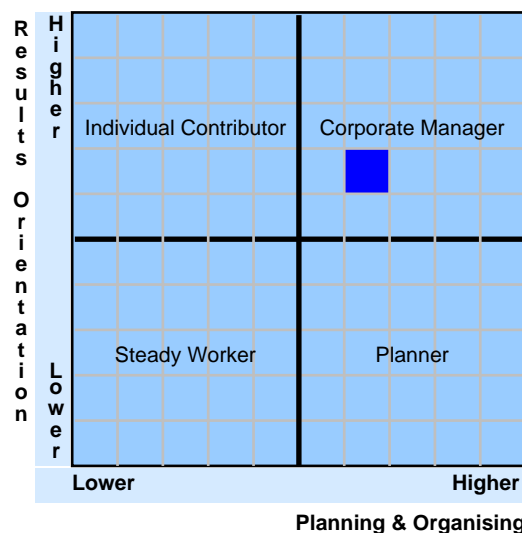 Results Orientation
Higher
Lower
Individual Contributor
Corporate Manager
Steady Worker
Planner
Lower
Higher
Planning & Organising